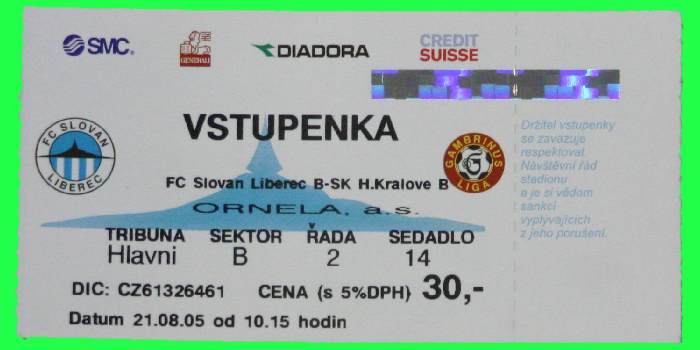 SMC®
GENERALI
DIADORA
CREDIT
SUISSE
VSTUPENKA
FC SLOVAN
LIBEREC
GAMBRINUS
LIGA
FC Slovan Liberec B-SK H.Kralove B
ORNELA, a.s.
TRIBUNA SEKTOR ŘADA SEDADLO
Hlavni B 2 14
DIC: CZ61326461 CENA (s 5%DPH) 30,-
Datum 21.08.05 od 10.15 hodin
Držitel vstupenky
se zavazuje
respektovat
Návštěvní řád
stadionu
a je si vědom
sankcí
vyplývajících
z jeho porušení.